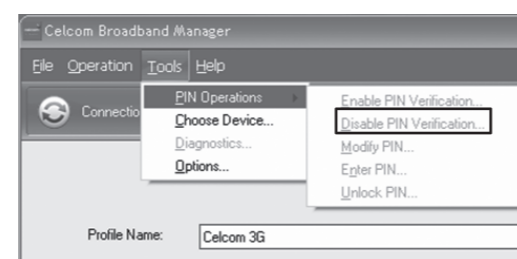 Celcom Broadband Manager
File Operation Tools Help
Connectio
PIN Operations
Choose Device...
Diagnostics...
Options...
Enable PIN Verification...
Disable PIN Verification...
Modify PIN...
Enter PIN...
Unlock PIN...
Profile Name: Celcom 3G